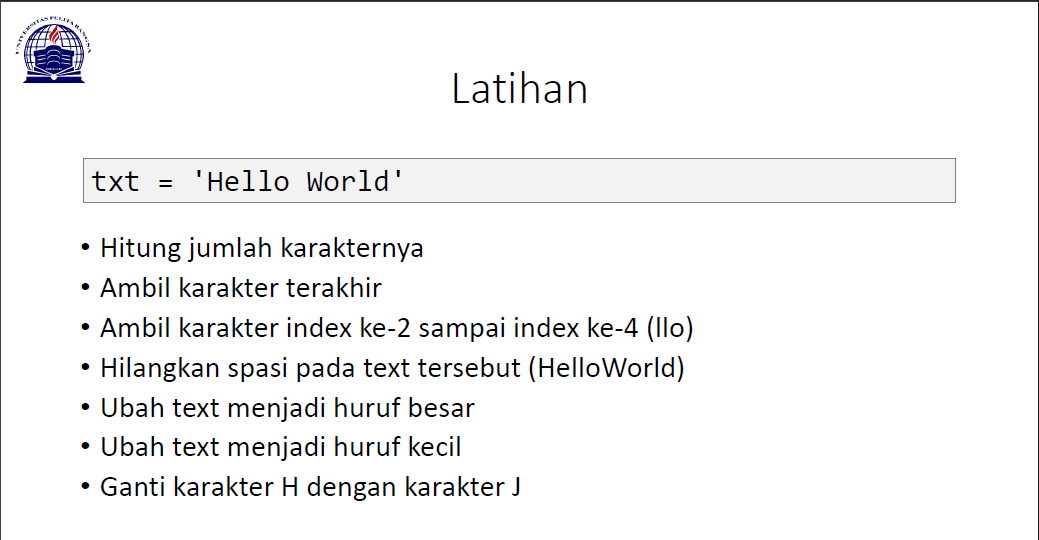 UNIVERSITAS PELITA BANGSA
Latihan
txt = 'Hello World'
• Hitung jumlah karakternya
• Ambil karakter terakhir
• Ambil karakter index ke-2 sampai index ke-4 (llo)
• Hilangkan spasi pada text tersebut (HelloWorld)
• Ubah text menjadi huruf besar
• Ubah text menjadi huruf kecil
• Ganti karakter H dengan karakter J